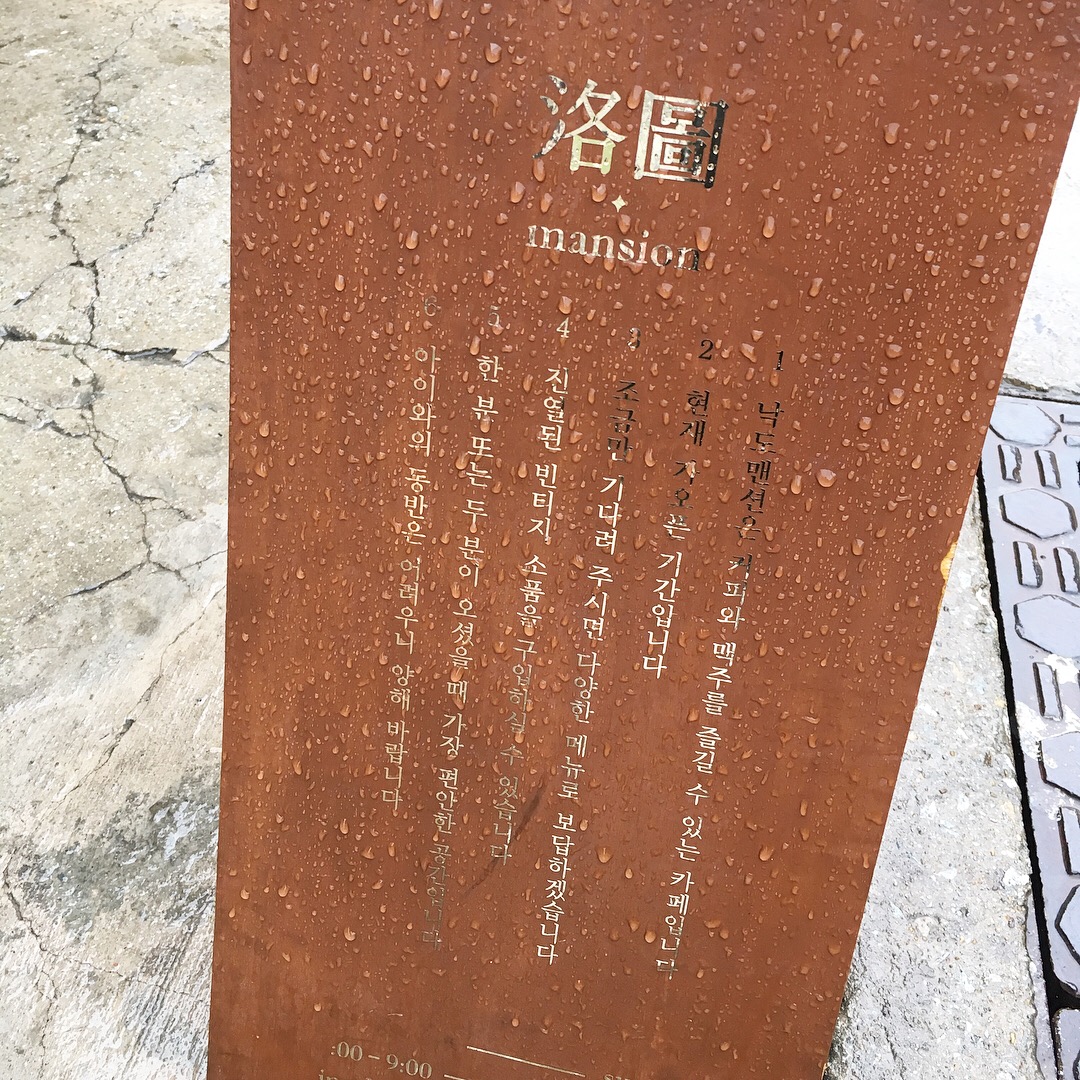 洛圖
mansion
1 낙도맨션은 커피와 맥주를 즐길 수 있는 카페입니다
2 현재 가오픈 기간입니다
3 조금만 기다려 주시면 다양한 메뉴로 보답하겠습니다
4 진열된 빈티지 소품을 구입하실 수 있습니다
5 한 분 또는 두 분이 오셨을 때 가장 편안한 공간입니다
6 아이와의 동반은 어려우니 양해 바랍니다
:00 – 9:00